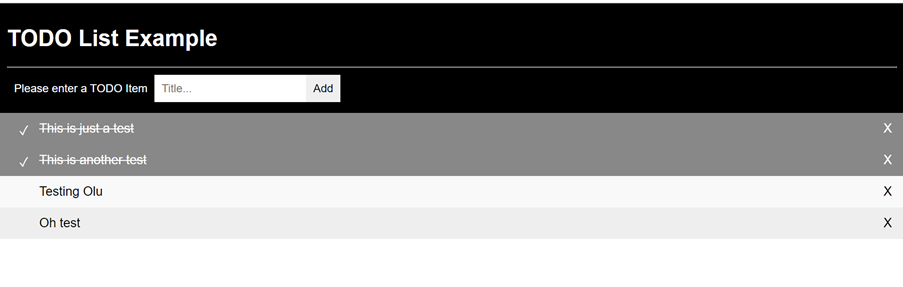 TODO List Example
Please enter a TODO Item Title... Add
✓ This is just a test X
✓ This is another test X
Testing Olu X
Oh test X